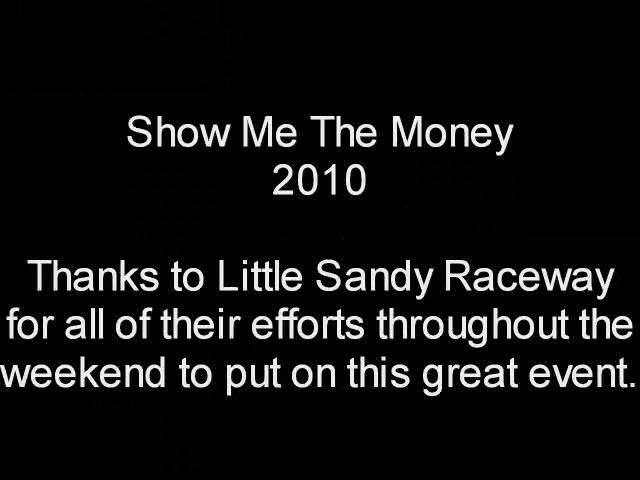 Show Me The Money
2010
Thanks to Little Sandy Raceway
for all of their efforts throughout the
weekend to put on this great event.